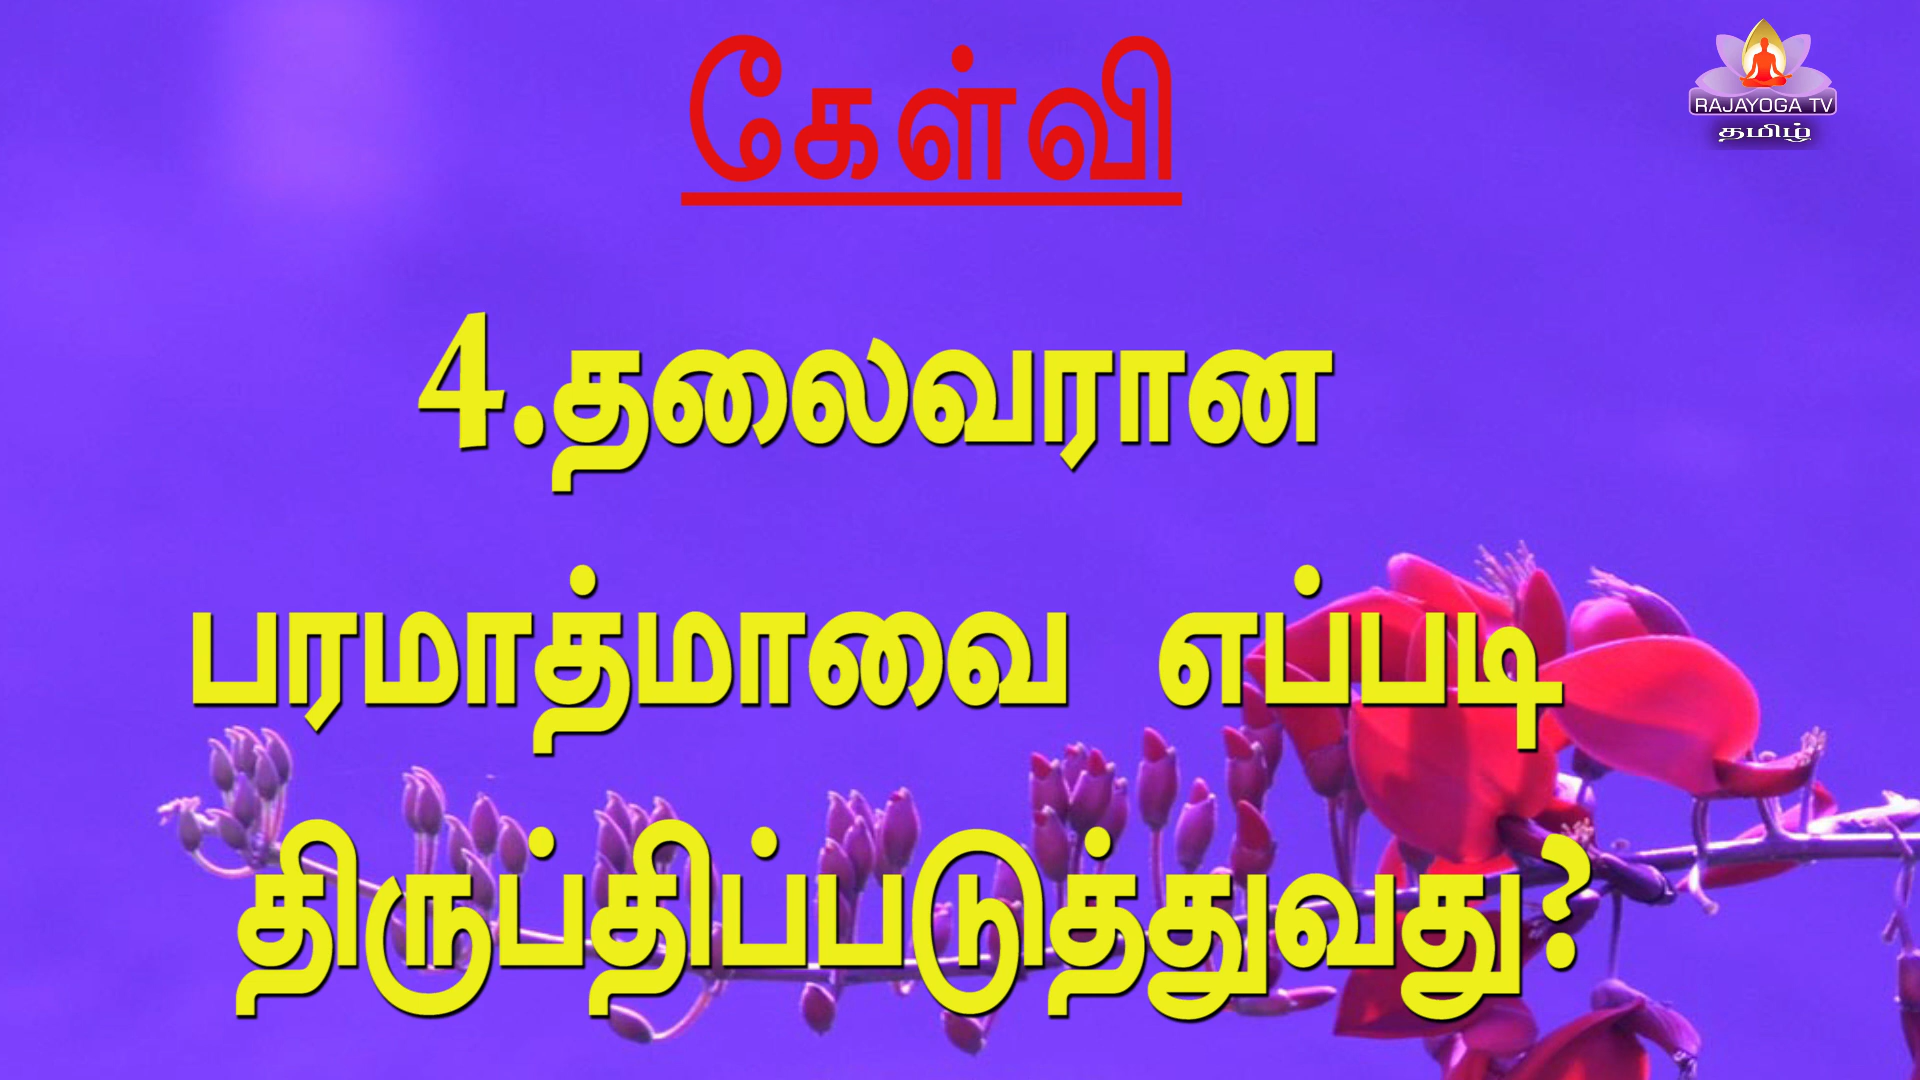 கேள்வி
RAJAYOGA TV
தமிழ்
4.தலைவரான
பரமாத்மாவை எப்படி
திருப்திப்படுத்துவது?